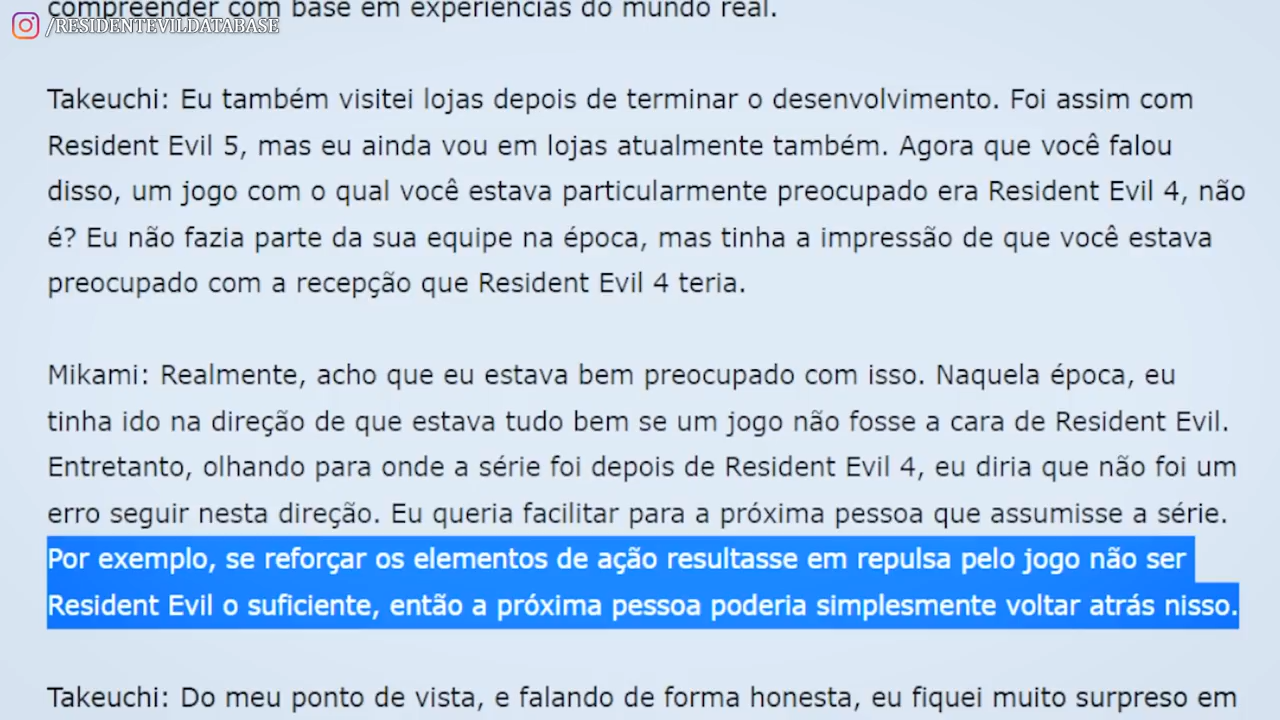 compreender com base em experiências do mundo real.
/RESIDENTEVILDATABASE
Takeuchi: Eu também visitei lojas depois de terminar o desenvolvimento. Foi assim com
Resident Evil 5, mas eu ainda vou em lojas atualmente também. Agora que você falou
disso, um jogo com o qual você estava particularmente preocupado era Resident Evil 4, não
é? Eu não fazia parte da sua equipe na época, mas tinha a impressão de que você estava
preocupado com a recepção que Resident Evil 4 teria.
Mikami: Realmente, acho que eu estava bem preocupado com isso. Naquela época, eu
tinha ido na direção de que estava tudo bem se um jogo não fosse a cara de Resident Evil.
Entretanto, olhando para onde a série foi depois de Resident Evil 4, eu diria que não foi um
erro seguir nesta direção. Eu queria facilitar para a próxima pessoa que assumisse a série.
Por exemplo, se reforçar os elementos de ação resultasse em repulsa pelo jogo não ser
Resident Evil o suficiente, então a próxima pessoa poderia simplesmente voltar atrás nisso.
Takeuchi: Do meu ponto de vista, e falando de forma honesta, eu fiquei muito surpreso em